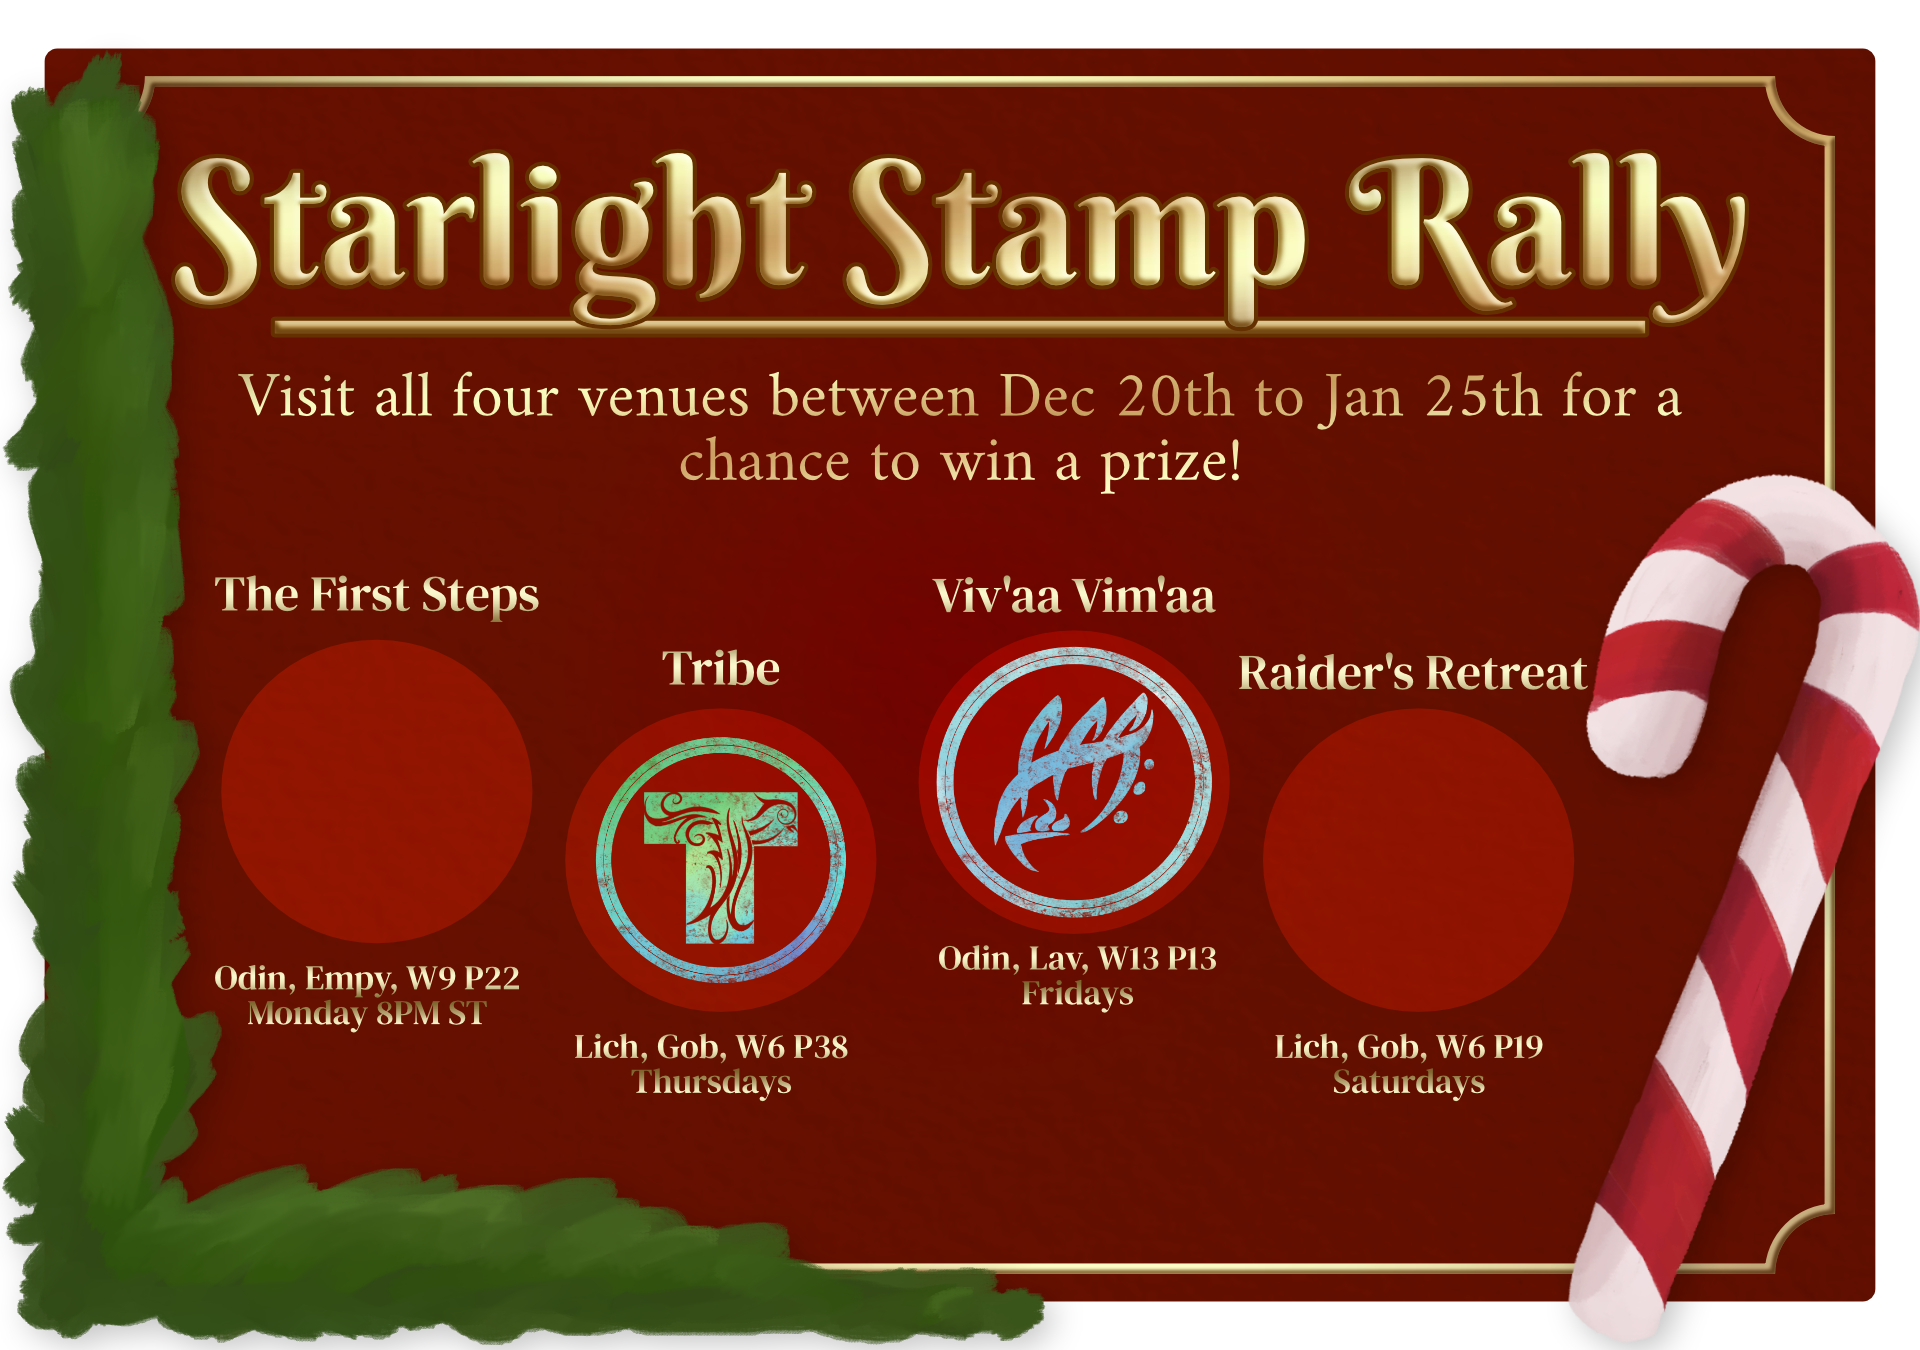 Starlight Stamp Rally
Visit all four venues between Dec 20th to Jan 25th for a
chance to win a prize!
The First Steps
Odin, Empy, W9 P22
Monday 8PM ST
Tribe
T
Lich, Gob, W6 P38
Thursdays
Viv'aa Vim'aa
Odin, Lav, W13 P13
Fridays
Raider's Retreat
Lich, Gob, W6 P19
Saturdays